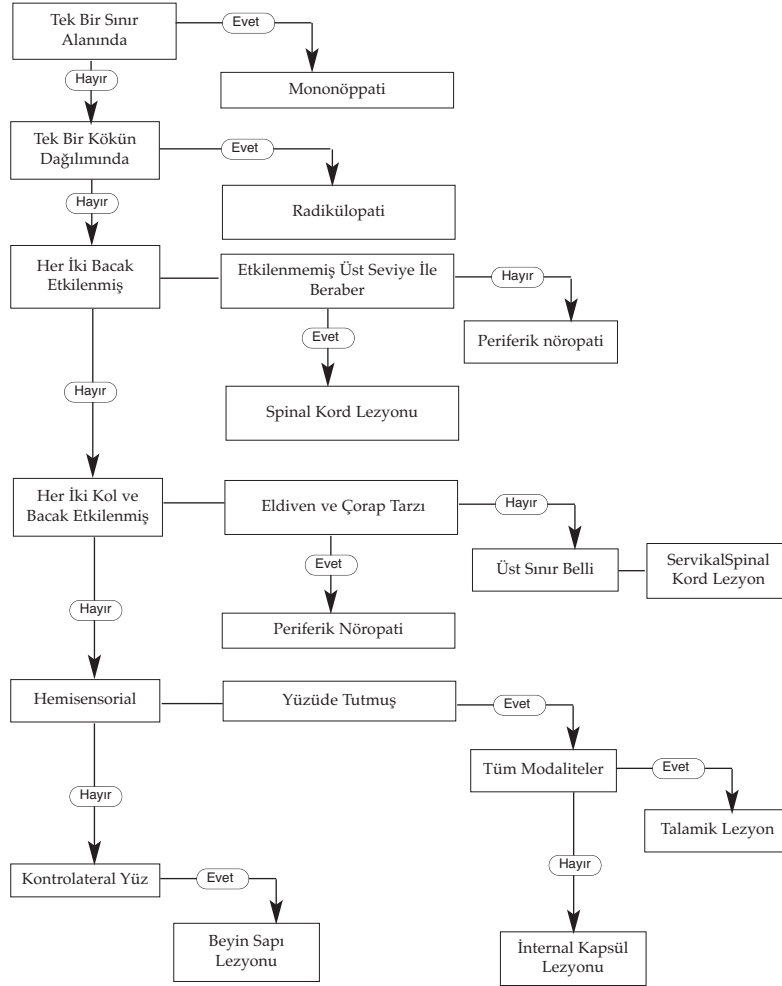 Tek Bir Sınır
Alanında
Evet
Mononöppati
Hayır
Tek Bir Kökün
Dağılımında
Evet
Radikülopati
Hayır
Her İki Bacak
Etkilenmiş
Etkilenmemiş Üst Seviye İle
Beraber
Hayır
Periferik nöropati
Evet
Spinal Kord Lezyonu
Hayır
Her İki Kol ve
Bacak Etkilenmiş
Eldiven ve Çorap Tarzı
Hayır
Üst Sınır Belli
ServikalSpinal
Kord Lezyon
Evet
Periferik Nöropati
Hayır
Hemisensorial
Yüzüde Tutmuş
Evet
Tüm Modaliteler
Evet
Talamik Lezyon
Hayır
Hayır
Kontrolateral Yüz
Evet
Beyin Sapı
Lezyonu
İnternal Kapsül
Lezyonu